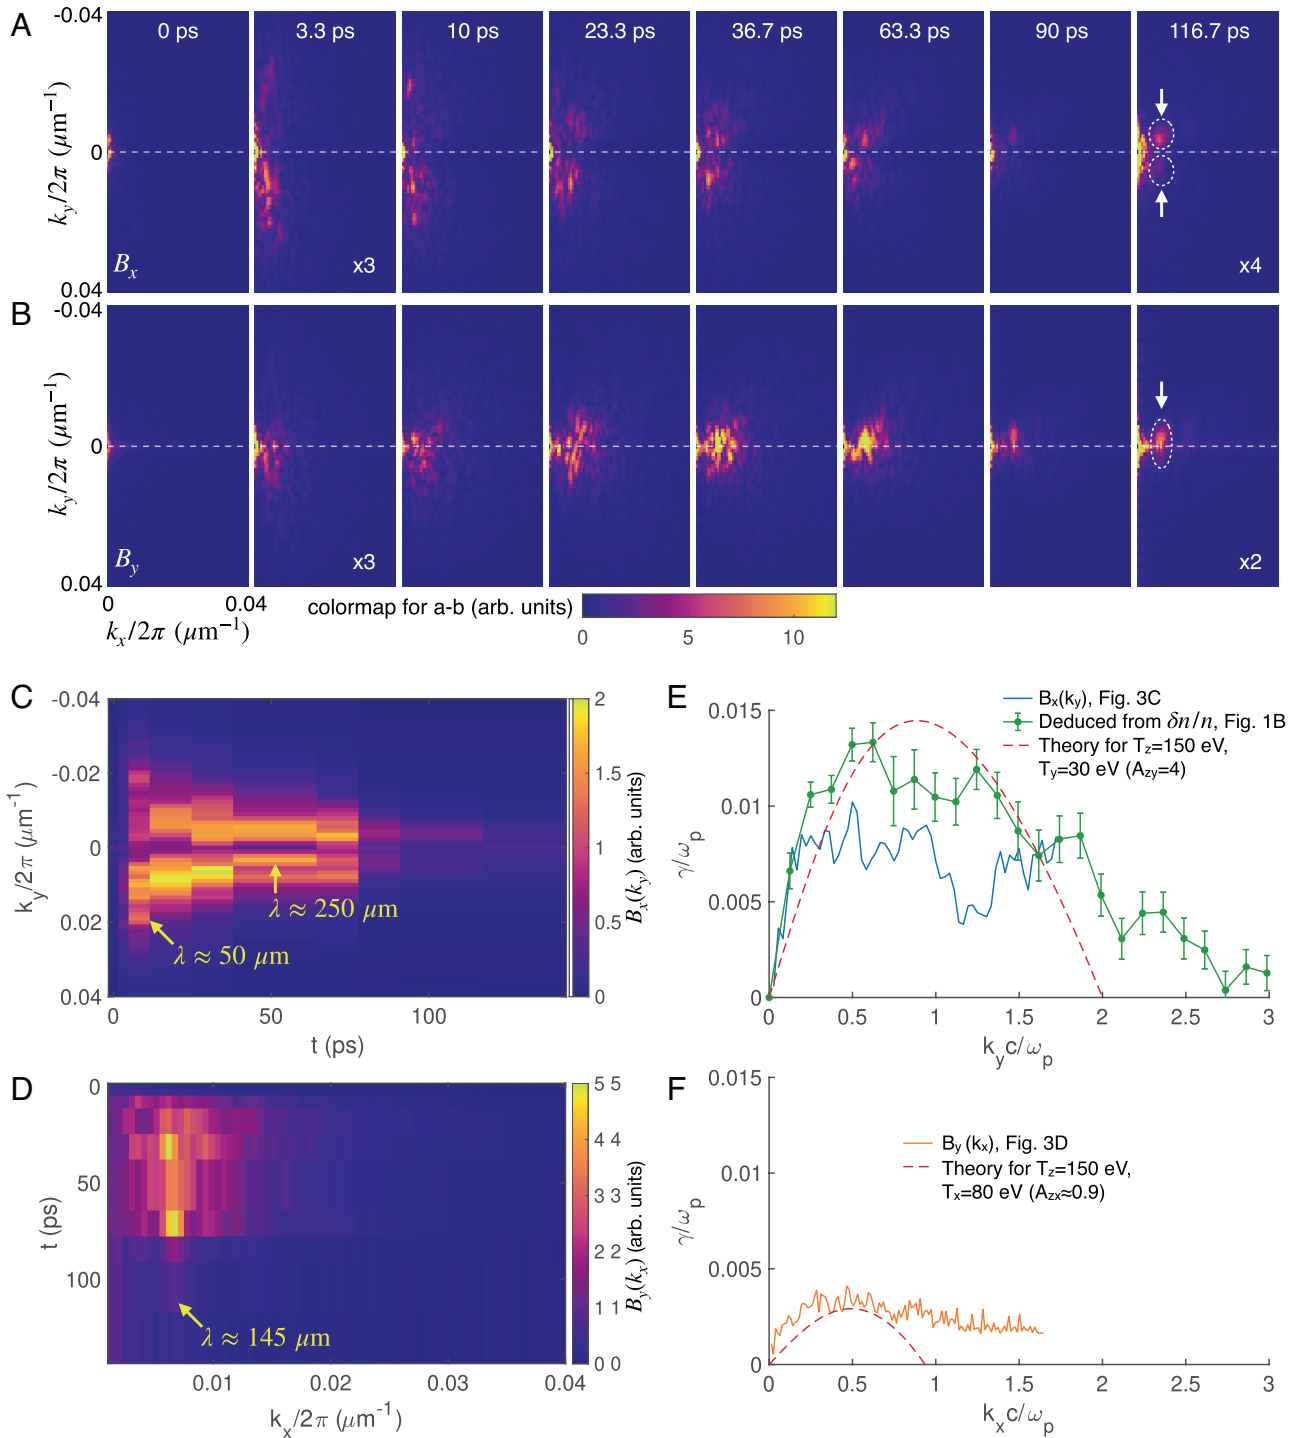 A
-0.04
0 ps
3.3 ps
10 ps
23.3 ps
36.7 ps
63.3 ps
90 ps
116.7 ps
k_y/2π (μm⁻¹)
0
B_x
x3
x4
0.04
B
-0.04
k_y/2π (μm⁻¹)
0
B_y
x3
x2
0.04
0
0.04
k_x/2π (μm⁻¹)
colormap for a-b (arb. units)
0
5
10
C
-0.04
-0.02
0
0.02
0.04
k_y/2π (μm⁻¹)
λ ≈ 250 μm
λ ≈ 50 μm
0
50
100
t (ps)
2
1.5
1
0.5
0
B_x(k_y) (arb. units)
E
B_x(k_y), Fig. 3C
Deduced from δn/n, Fig. 1B
Theory for T_z=150 eV,
T_y=30 eV (A_zy=4)
0.015
0.01
0.005
0
γ/ω_p
0
0.5
1
1.5
2
2.5
3
k_y c/ω_p
D
0
50
100
t (ps)
λ ≈ 145 μm
0.01
0.02
0.03
0.04
k_x/2π (μm⁻¹)
5 5
4 4
3 3
2 2
1 1
0 0
B_y(k_x) (arb. units)
F
B_y (k_x), Fig. 3D
Theory for T_z=150 eV,
T_x=80 eV (A_zx≈0.9)
0.015
0.01
0.005
0
γ/ω_p
0
0.5
1
1.5
2
2.5
3
k_x c/ω_p